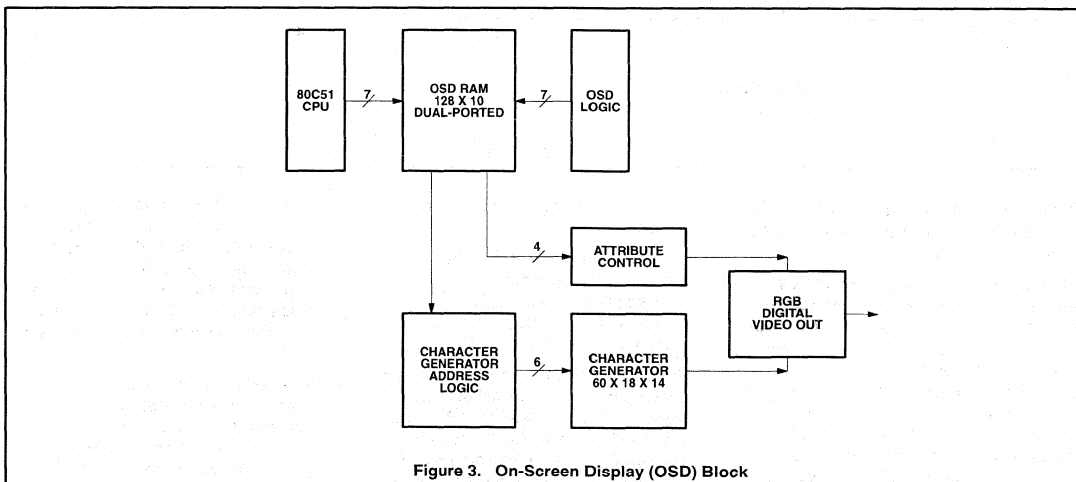 80C51
CPU
7
OSD RAM
128 X 10
DUAL-PORTED
7
OSD
LOGIC
4
ATTRIBUTE
CONTROL
RGB
DIGITAL
VIDEO OUT
CHARACTER
GENERATOR
ADDRESS
LOGIC
6
CHARACTER
GENERATOR
60 X 18 X 14
Figure 3. On-Screen Display (OSD) Block